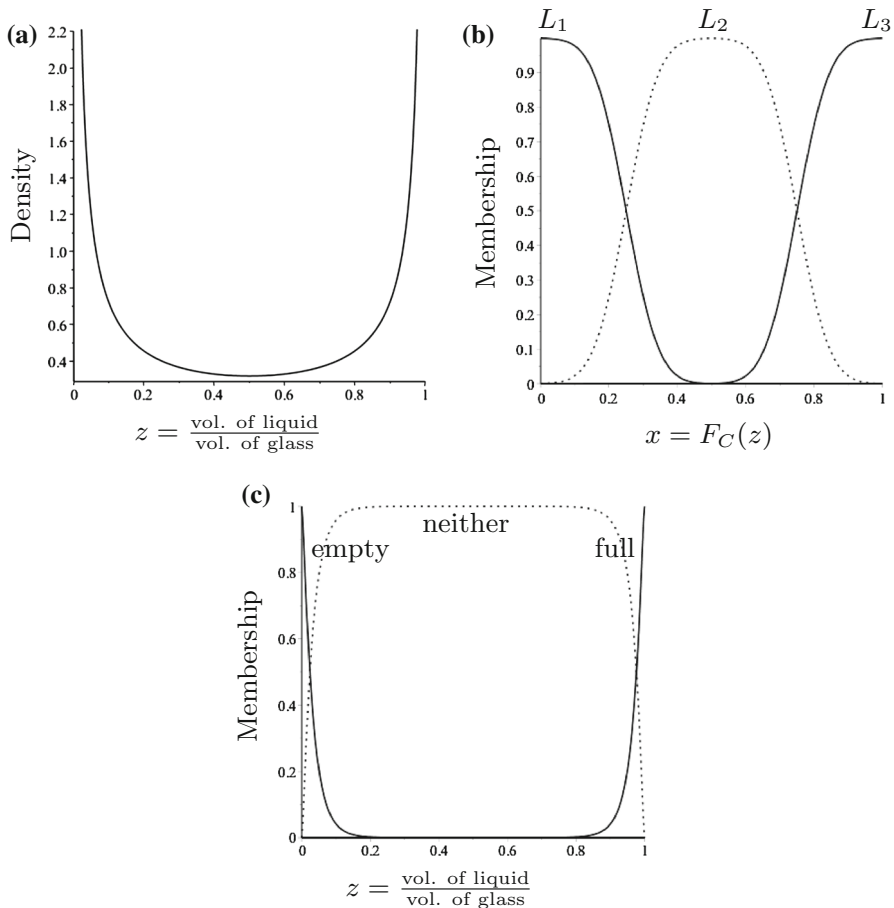 (a)
2.2
2.0
1.8
1.6
1.4
1.2
1.0
0.8
0.6
0.4
Density
0 0.2 0.4 0.6 0.8 1
z = vol. of liquid / vol. of glass
(b)
L1 L2 L3
0.9
0.8
0.7
0.6
0.5
0.4
0.3
0.2
0.1
0
Membership
0 0.2 0.4 0.6 0.8 1
x = FC(z)
(c)
1
0.8
0.6
0.4
0.2
0
Membership
neither
empty full
0 0.2 0.4 0.6 0.8 1
z = vol. of liquid / vol. of glass